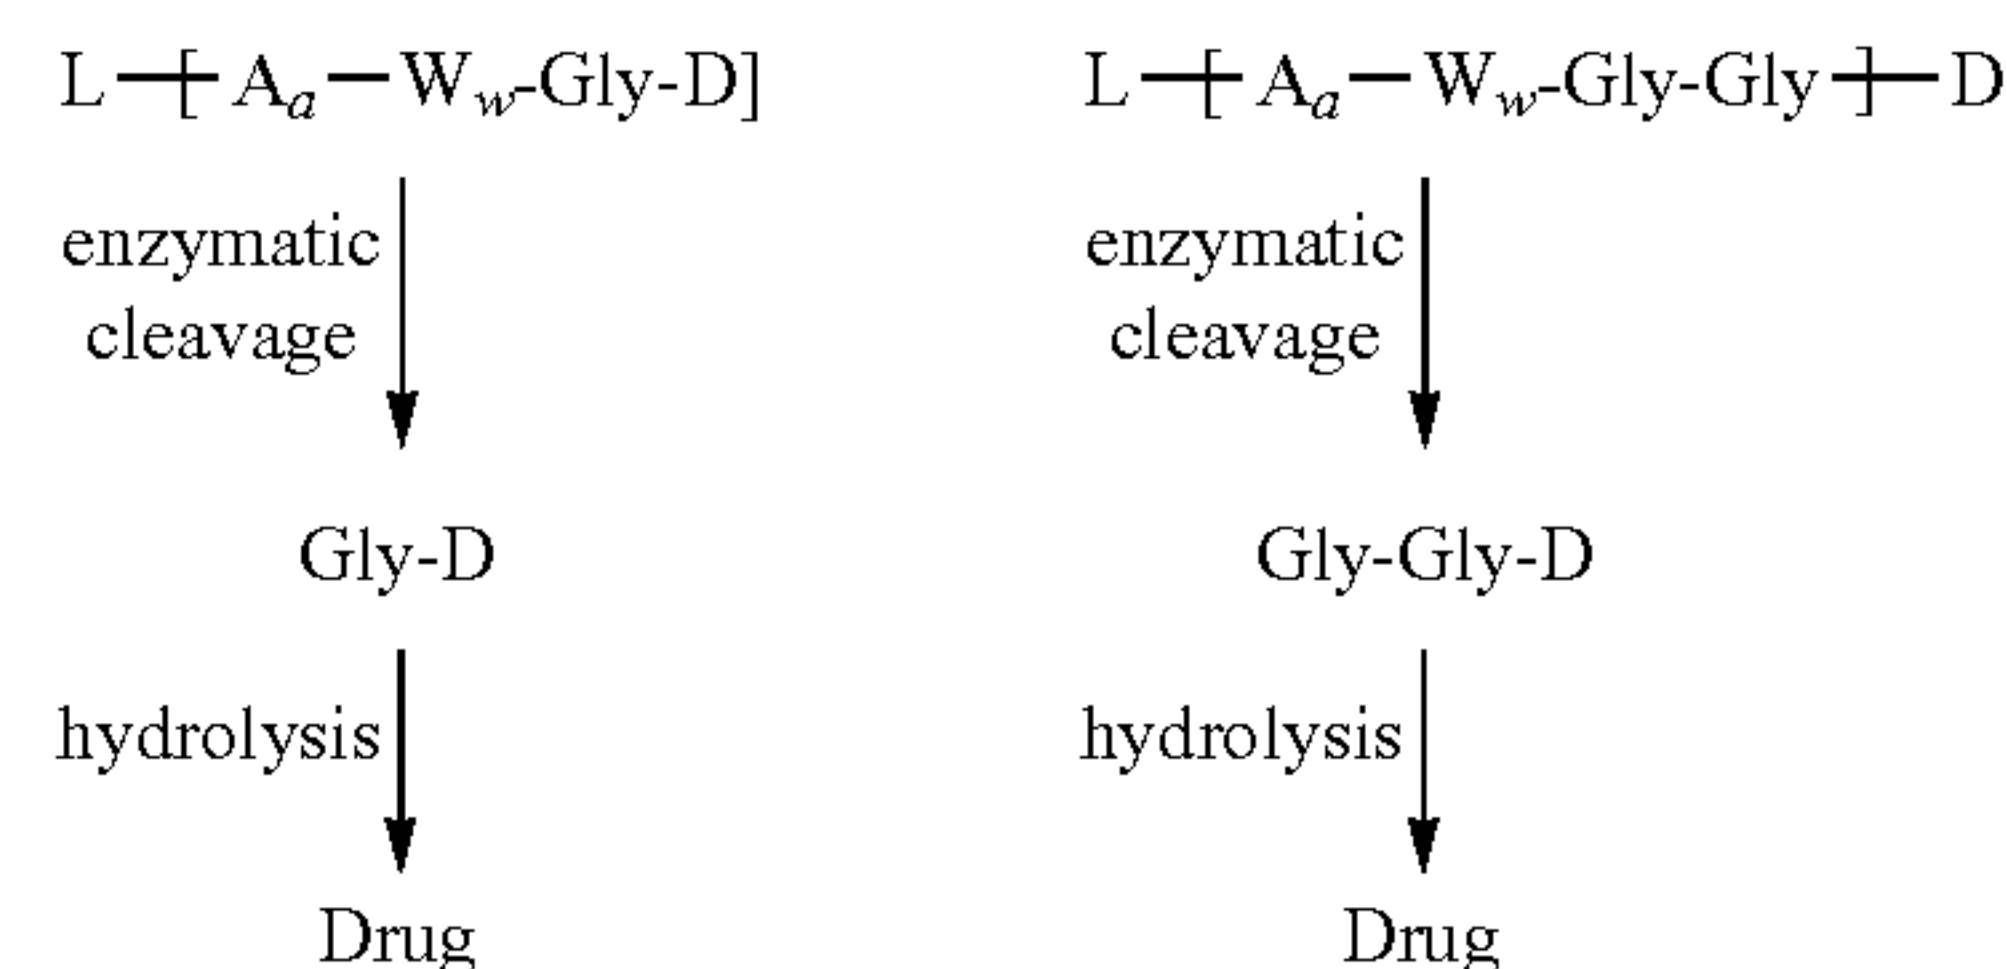 L—[A_a—W_w-Gly-D]
enzymatic
cleavage
Gly-D
hydrolysis
Drug
L—[A_a—W_w-Gly-Gly]—D
enzymatic
cleavage
Gly-Gly-D
hydrolysis
Drug